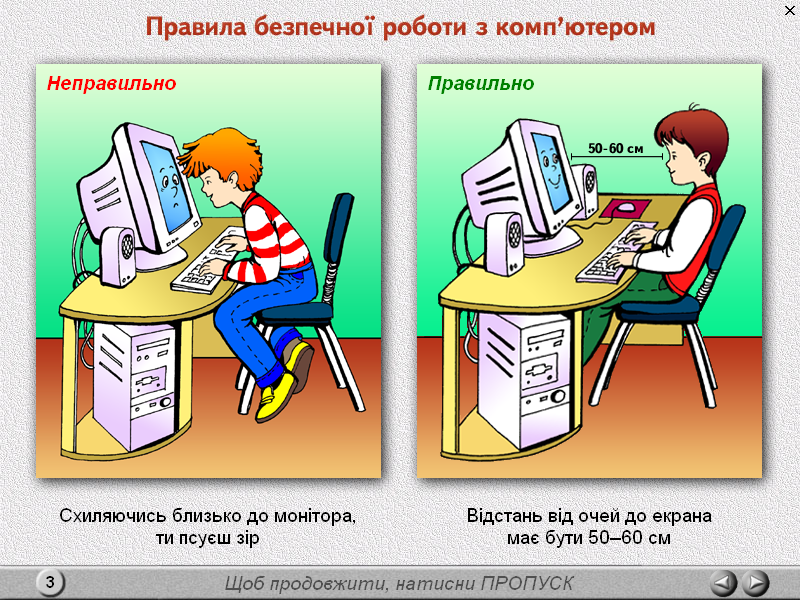 Правила безпечної роботи з комп’ютером
Неправильно
Правильно
50-60 см
Схиляючись близько до монітора,
ти псуєш зір
Відстань від очей до екрана
має бути 50–60 см
3
Щоб продовжити, натисни ПРОПУСК